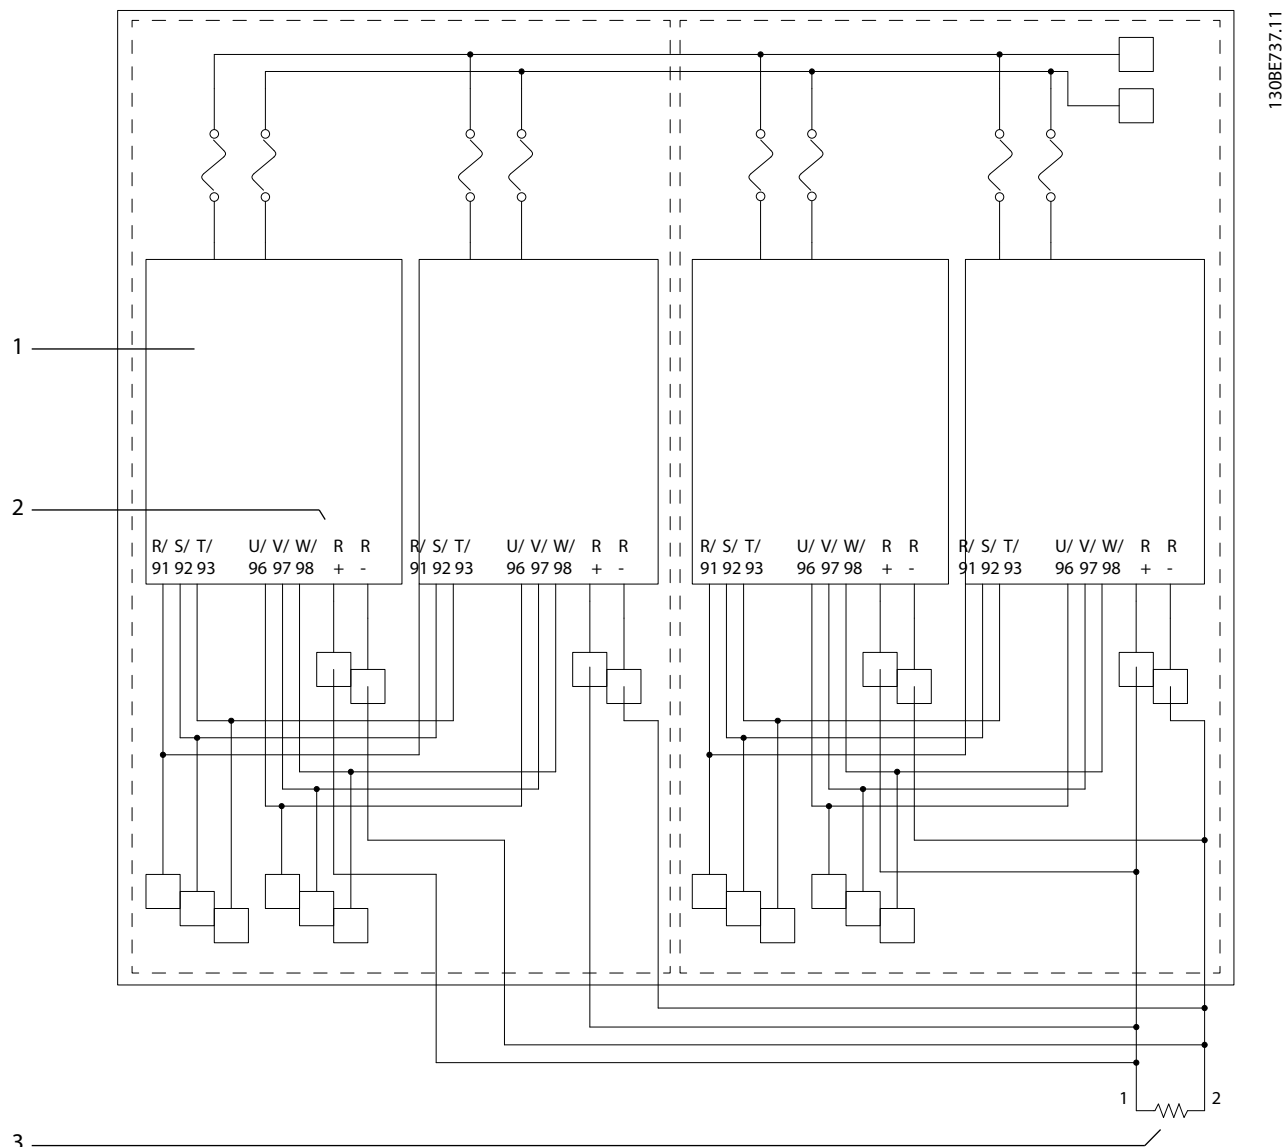 130BE737.11
1
2
R/ S/ T/ U/ V/ W/ R R R/ S/ T/ U/ V/ W/ R R R/ S/ T/ U/ V/ W/ R R R/ S/ T/ U/ V/ W/ R R
91 92 93 96 97 98 + - 91 92 93 96 97 98 + - 91 92 93 96 97 98 + - 91 92 93 96 97 98 + -
1 2
3